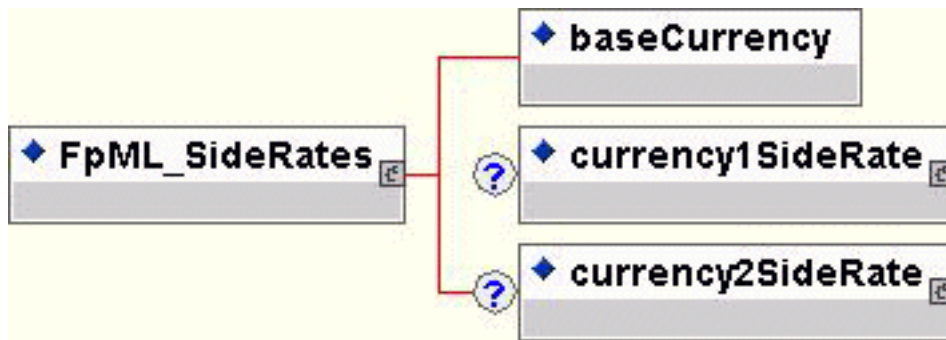 baseCurrency
FpML_SideRates
?
currency1SideRate
?
currency2SideRate